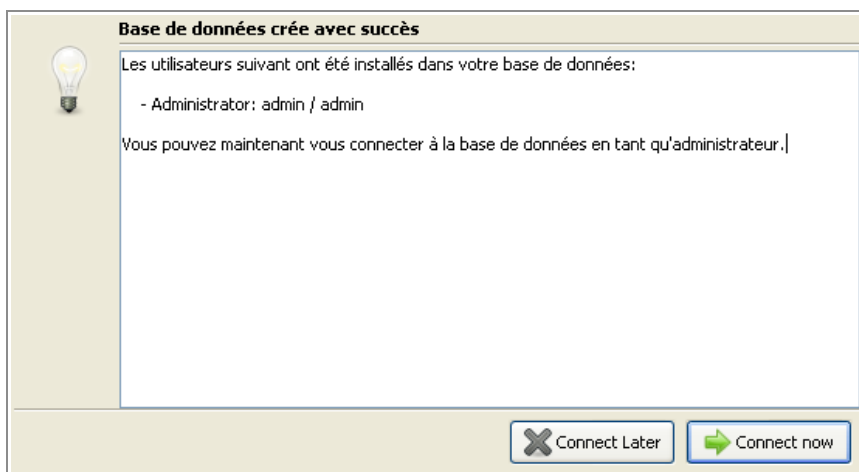 Base de données crée avec succès
Les utilisateurs suivant ont été installés dans votre base de données:
- Administrator: admin / admin
Vous pouvez maintenant vous connecter à la base de données en tant qu'administrateur.
Connect Later
Connect now